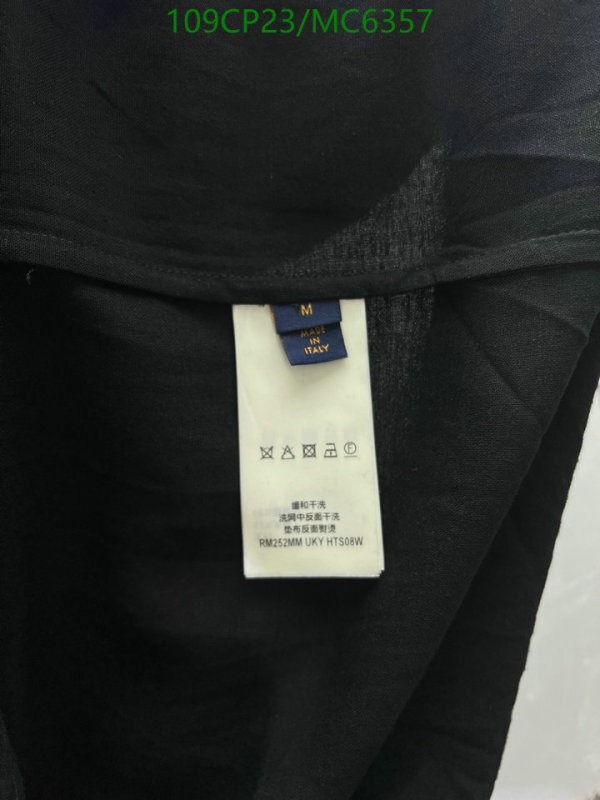 109CP23/MC6357
M
MADE
IN
ITALY
F
缓和干洗
洗网中反面干洗
垫布反面熨烫
RM252MM UKY HTS08W